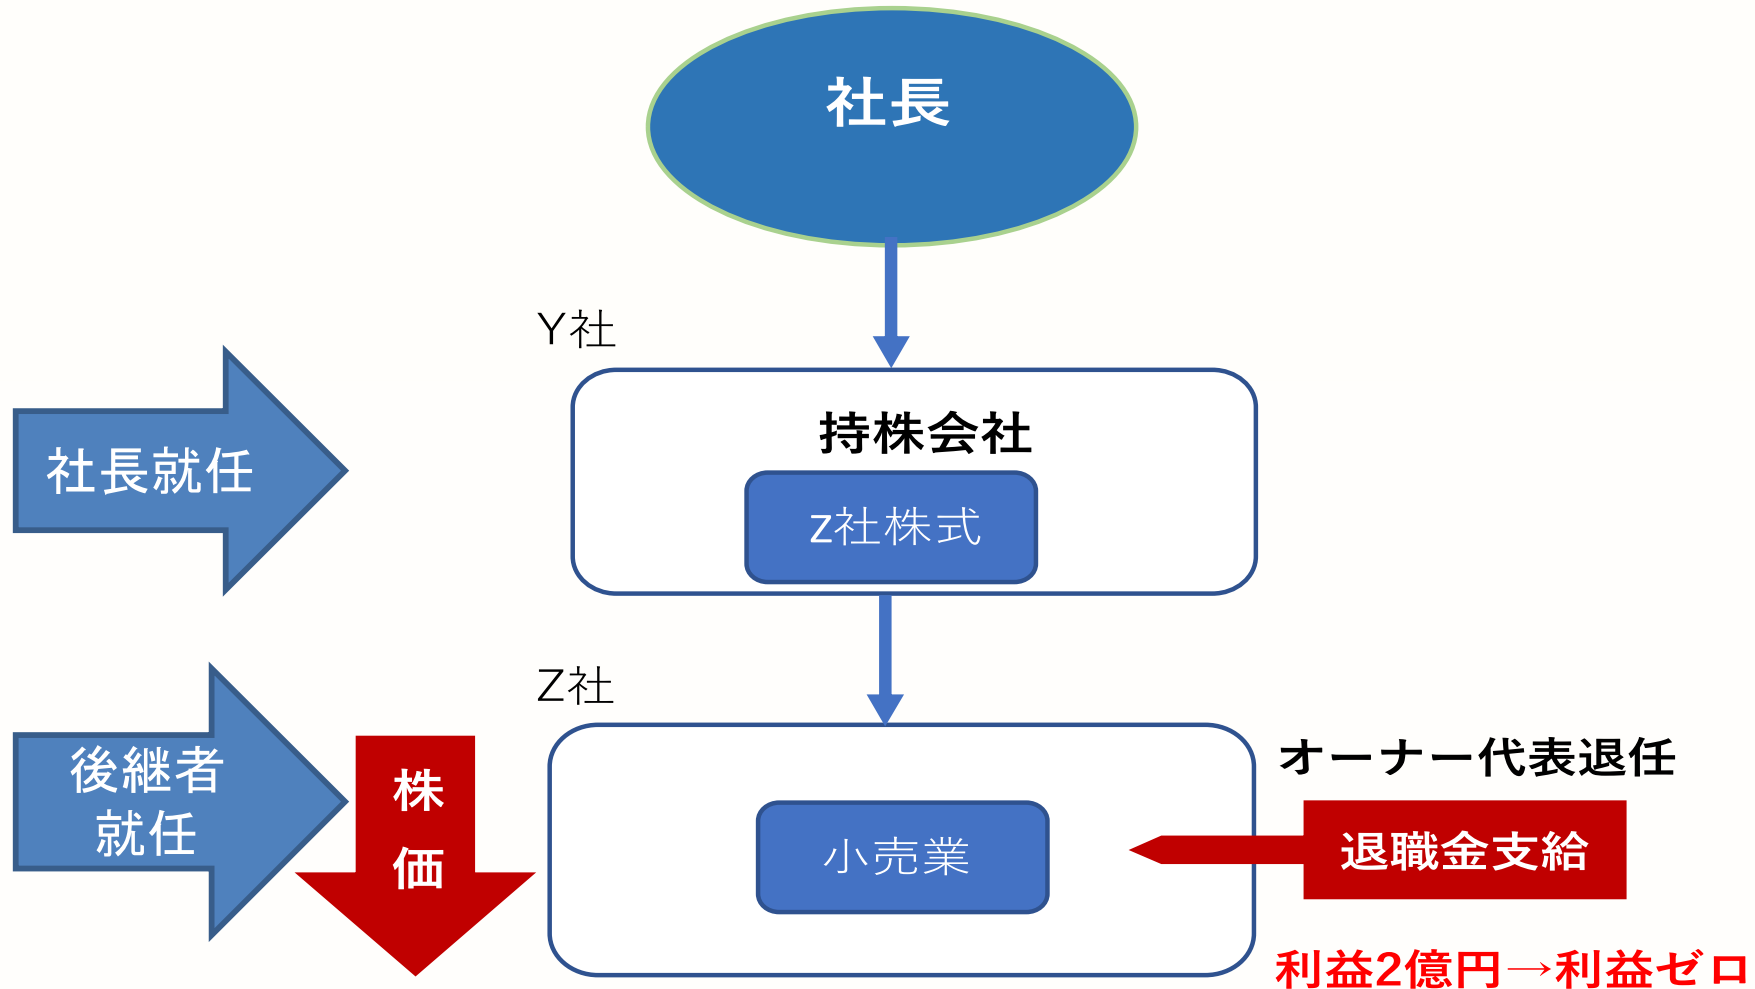 社長
Y社
持株会社
社長就任
Z社株式
Z社
後継者
就任
株
価
小売業
オーナー代表退任
退職金支給
利益2億円→利益ゼロ